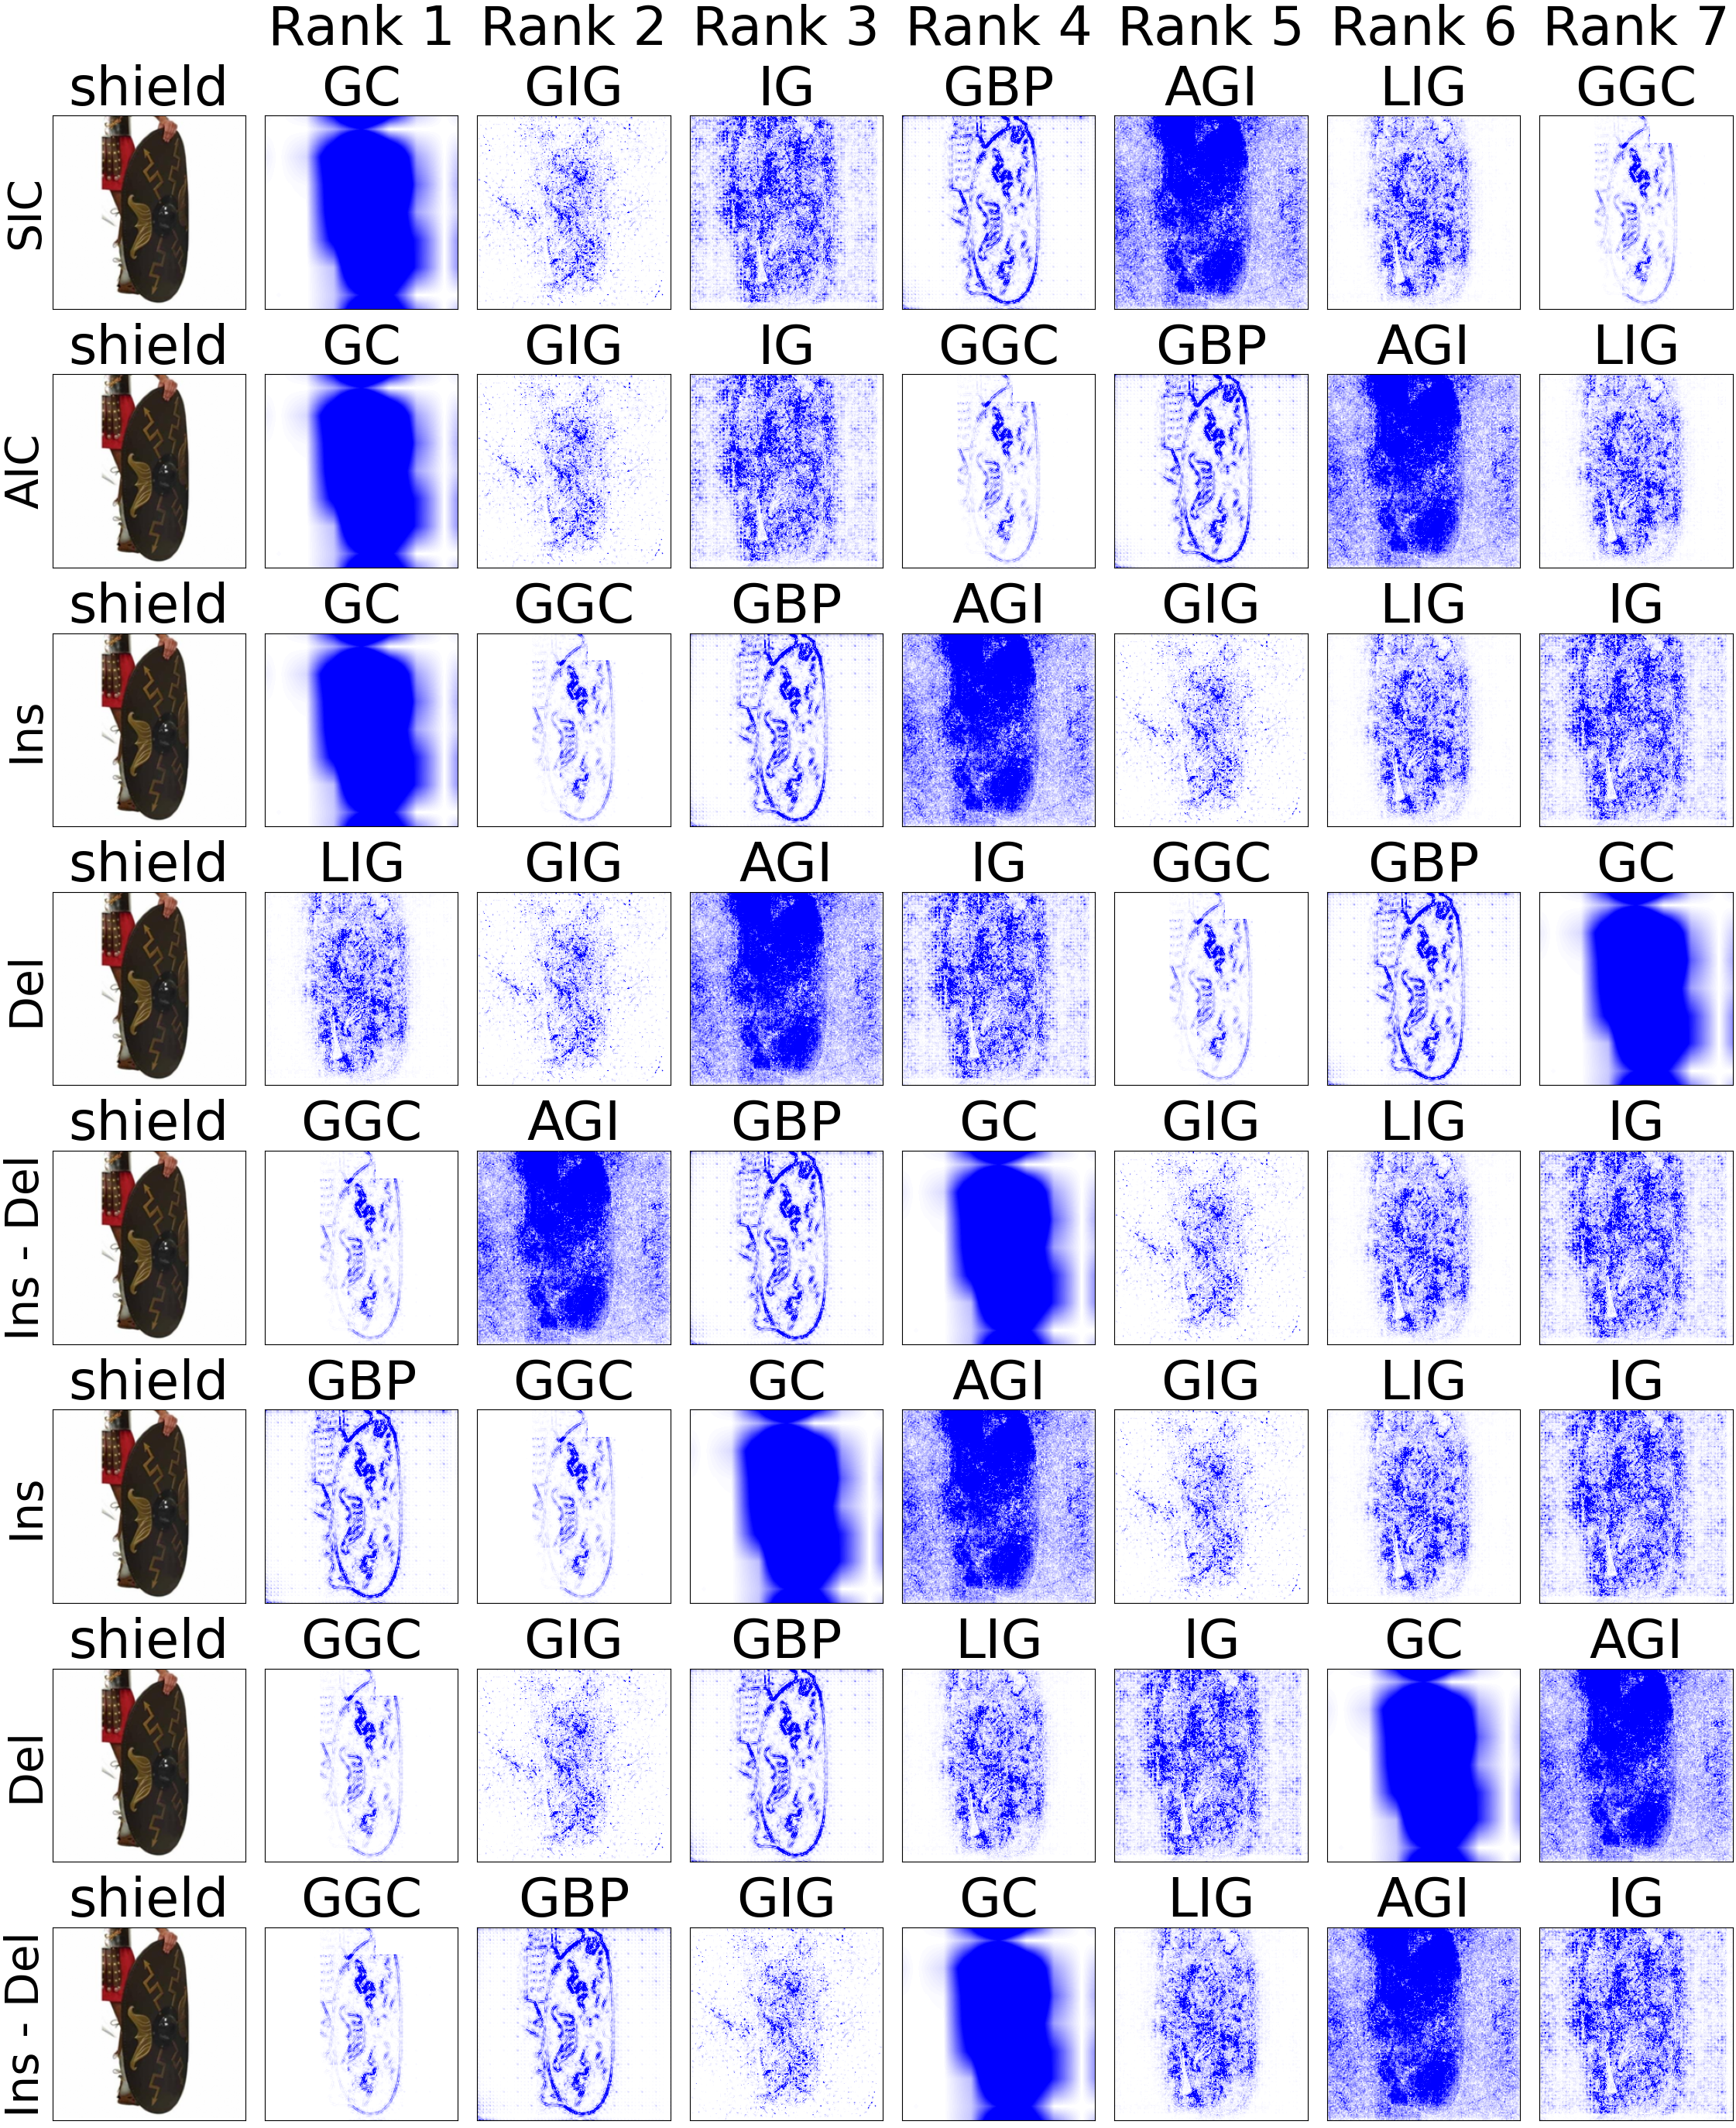 Rank 1 Rank 2 Rank 3 Rank 4 Rank 5 Rank 6 Rank 7
shield GC GIG IG GBP AGI LIG GGC
SIC
shield GC GIG IG GGC GBP AGI LIG
AIC
shield GC GGC GBP AGI GIG LIG IG
Ins
shield LIG GIG AGI IG GGC GBP GC
Del
shield GGC AGI GBP GC GIG LIG IG
Ins - Del
shield GBP GGC GC AGI GIG LIG IG
Ins
shield GGC GIG GBP LIG IG GC AGI
Del
shield GGC GBP GIG GC LIG AGI IG
Ins - Del